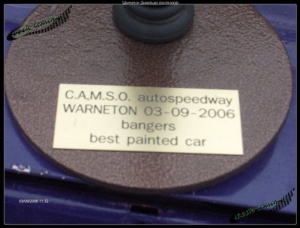 C.A.M.S.O. autospeedway
WARNETON 03-09-2006
bangers
best painted car